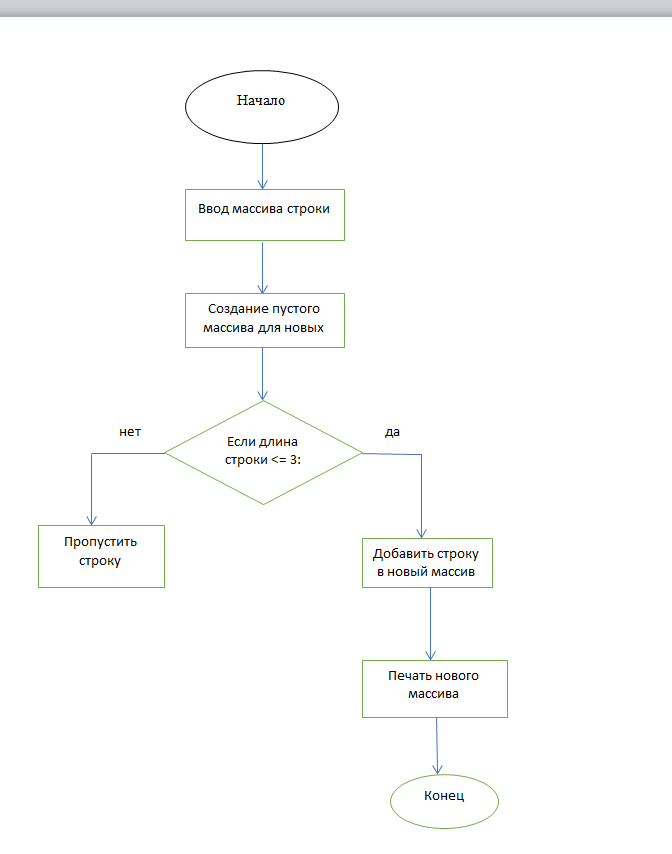 Начало
Ввод массива строки
Создание пустого
массива для новых
нет
да
Если длина
строки <= 3:
Пропустить
строку
Добавить строку
в новый массив
Печать нового
массива
Конец